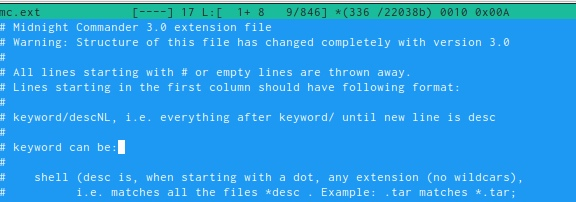 mc.ext          [----] 17 L:[  1+ 8   9/846] *(336 /22038b) 0010 0x00A
# Midnight Commander 3.0 extension file
# Warning: Structure of this file has changed completely with version 3.0
#
# All lines starting with # or empty lines are thrown away.
# Lines starting in the first column should have following format:
#
# keyword/descNL, i.e. everything after keyword/ until new line is desc
#
# keyword can be:
#
#    shell (desc is, when starting with a dot, any extension (no wildcars),
#          i.e. matches all the files *desc . Example: .tar matches *.tar;